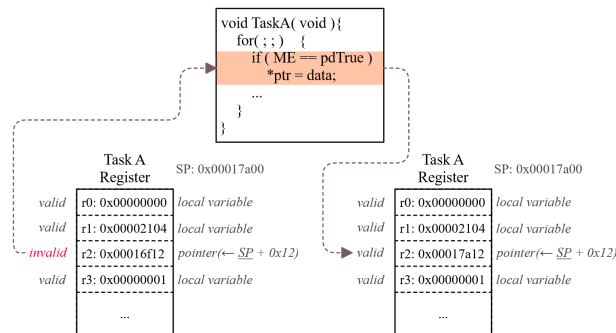 void TaskA( void ){
for( ; ; ) {
if ( ME == pdTrue )
*ptr = data;
...
}
}
Task A
Register
SP: 0x00017a00
valid r0: 0x00000000 local variable
valid r1: 0x00002104 local variable
invalid r2: 0x00016f12 pointer(← SP + 0x12)
valid r3: 0x00000001 local variable
...
Task A
Register
SP: 0x00017a00
valid r0: 0x00000000 local variable
valid r1: 0x00002104 local variable
valid r2: 0x00017a12 pointer(← SP + 0x12)
valid r3: 0x00000001 local variable
...